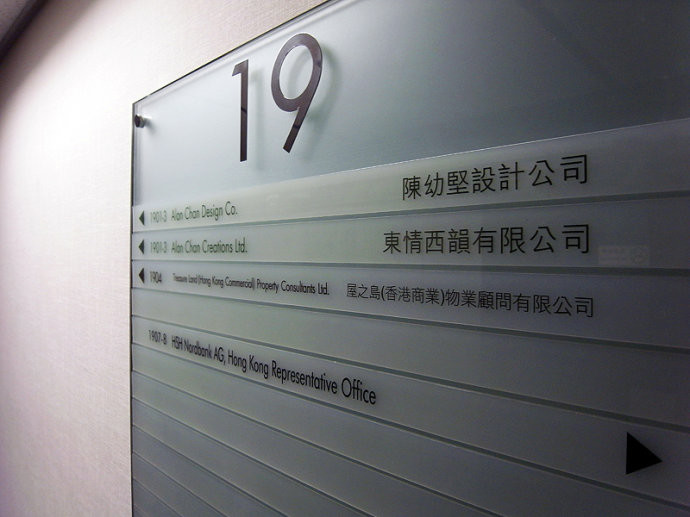 19
1901-3 Alan Chan Design Co. 陳幼堅設計公司
1901-3 Alan Chan Creations Ltd. 東情西韻有限公司
1904 Treasure Land (Hong Kong Commercial) Property Consultants Ltd. 屋之島(香港商業)物業顧問有限公司
1907-8 HSH Nordbank AG, Hong Kong Representative Office